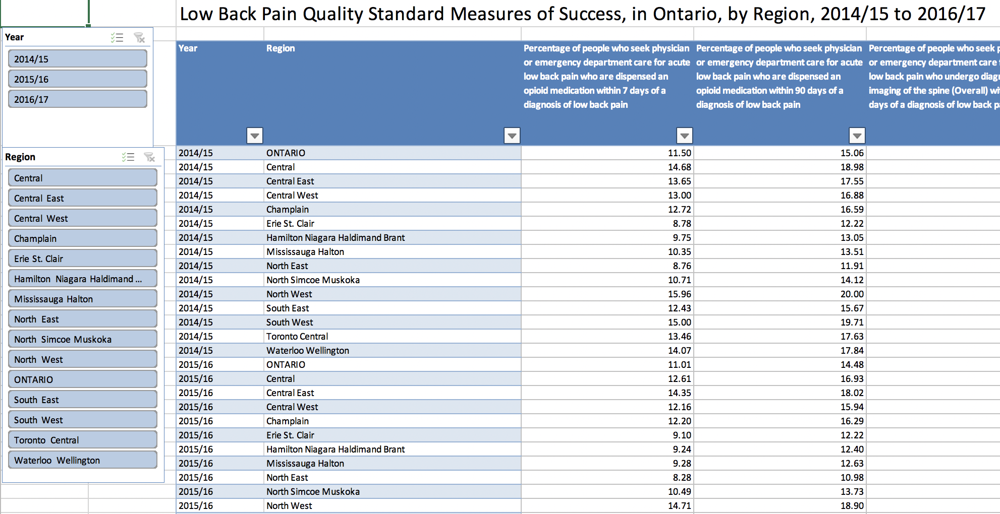 Low Back Pain Quality Standard Measures of Success, in Ontario, by Region, 2014/15 to 2016/17
Year
2014/15
2015/16
2016/17
Region
Central
Central East
Central West
Champlain
Erie St. Clair
Hamilton Niagara Haldimand ...
Mississauga Halton
North East
North Simcoe Muskoka
North West
ONTARIO
South East
South West
Toronto Central
Waterloo Wellington
Year
Region
Percentage of people who seek physician
or emergency department care for acute
low back pain who are dispensed an
opioid medication within 7 days of a
diagnosis of low back pain
Percentage of people who seek physician
or emergency department care for acute
low back pain who are dispensed an
opioid medication within 90 days of a
diagnosis of low back pain
Percentage of people who seek
or emergency department care
low back pain who undergo
imaging of the spine (Overall)
days of a diagnosis of low back
2014/15 ONTARIO 11.50 15.06
2014/15 Central 14.68 18.98
2014/15 Central East 13.65 17.55
2014/15 Central West 13.00 16.88
2014/15 Champlain 12.72 16.59
2014/15 Erie St. Clair 8.78 12.22
2014/15 Hamilton Niagara Haldimand Brant 9.75 13.05
2014/15 Mississauga Halton 10.35 13.51
2014/15 North East 8.76 11.91
2014/15 North Simcoe Muskoka 10.71 14.12
2014/15 North West 15.96 20.00
2014/15 South East 12.43 15.67
2014/15 South West 15.00 19.71
2014/15 Toronto Central 13.46 17.63
2014/15 Waterloo Wellington 14.07 17.84
2015/16 ONTARIO 11.01 14.48
2015/16 Central 12.61 16.93
2015/16 Central East 14.35 18.02
2015/16 Central West 12.16 15.94
2015/16 Champlain 12.20 16.29
2015/16 Erie St. Clair 9.10 12.22
2015/16 Hamilton Niagara Haldimand Brant 9.24 12.40
2015/16 Mississauga Halton 9.28 12.63
2015/16 North East 8.28 10.98
2015/16 North Simcoe Muskoka 10.49 13.73
2015/16 North West 14.71 18.90